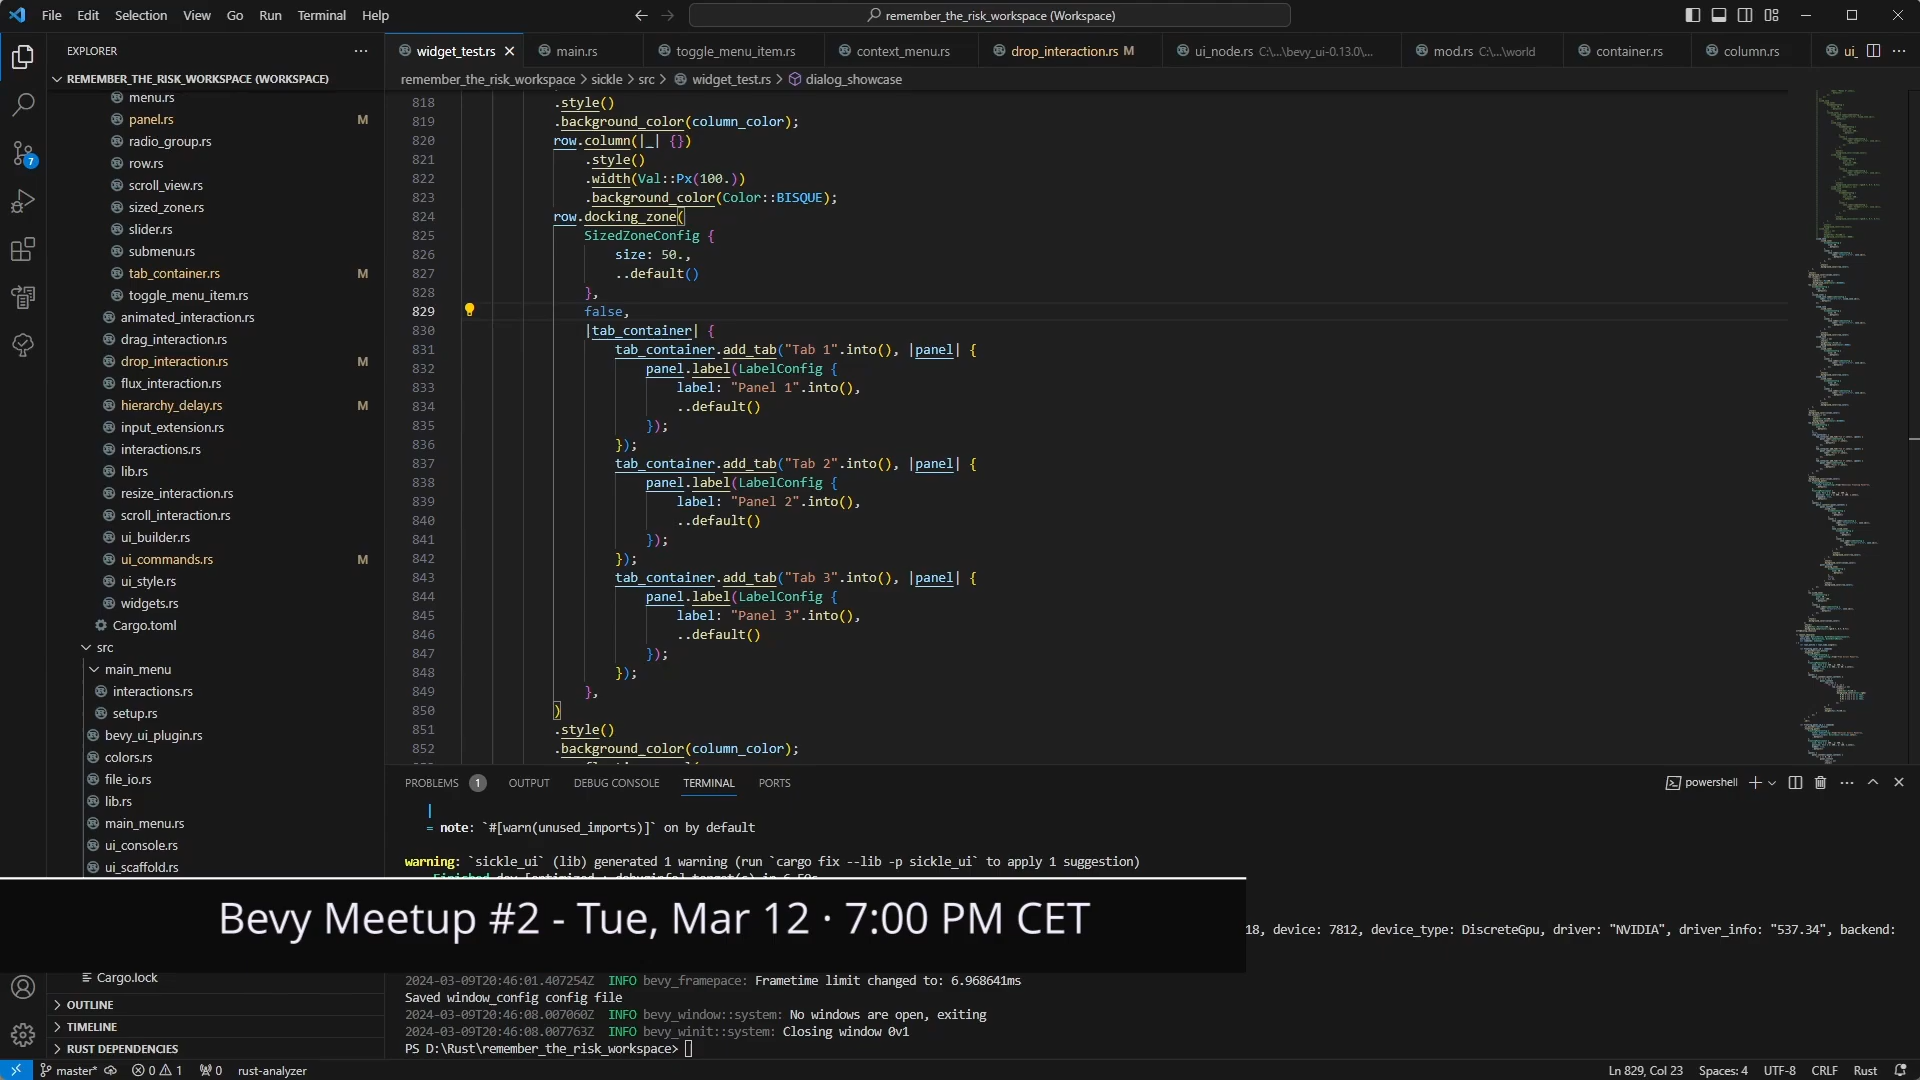 File Edit Selection View Go Run Terminal Help
remember_the_risk_workspace (Workspace)
EXPLORER
REMEMBER_THE_RISK_WORKSPACE (WORKSPACE)
menu.rs
panel.rs M
radio_group.rs
row.rs
scroll_view.rs
sized_zone.rs
slider.rs
submenu.rs
tab_container.rs M
toggle_menu_item.rs
animated_interaction.rs
drag_interaction.rs
drop_interaction.rs M
flux_interaction.rs
hierarchy_delay.rs M
input_extension.rs
interactions.rs
lib.rs
resize_interaction.rs
scroll_interaction.rs
ui_builder.rs
ui_commands.rs M
ui_style.rs
widgets.rs
Cargo.toml
src
main_menu
interactions.rs
setup.rs
bevy_ui_plugin.rs
colors.rs
file_io.rs
lib.rs
main_menu.rs
ui_console.rs
ui_scaffold.rs
Cargo.lock
OUTLINE
TIMELINE
RUST DEPENDENCIES
7
widget_test.rs main.rs toggle_menu_item.rs context_menu.rs drop_interaction.rs M ui_node.rs C:\...\bevy_ui-0.13.0\... mod.rs C:\...\world container.rs column.rs ui_
remember_the_risk_workspace > sickle > src > widget_test.rs > dialog_showcase
818 .style()
819 .background_color(column_color);
820 row.column(|_| {})
821 .style()
822 .width(Val::Px(100.))
823 .background_color(Color::BISQUE);
824 row.docking_zone(
825 SizedZoneConfig {
826 size: 50.,
827 ..default()
828 },
829 false,
830 |tab_container| {
831 tab_container.add_tab("Tab 1".into(), |panel| {
832 panel.label(LabelConfig {
833 label: "Panel 1".into(),
834 ..default()
835 });
836 });
837 tab_container.add_tab("Tab 2".into(), |panel| {
838 panel.label(LabelConfig {
839 label: "Panel 2".into(),
840 ..default()
841 });
842 });
843 tab_container.add_tab("Tab 3".into(), |panel| {
844 panel.label(LabelConfig {
845 label: "Panel 3".into(),
846 ..default()
847 });
848 });
849 },
850 )
851 .style()
852 .background_color(column_color);
PROBLEMS 1 OUTPUT DEBUG CONSOLE TERMINAL PORTS powershell
= note: `#[warn(unused_imports)]` on by default
warning: `sickle_ui` (lib) generated 1 warning (run `cargo fix --lib -p sickle_ui` to apply 1 suggestion)
Bevy Meetup #2 - Tue, Mar 12 · 7:00 PM CET
18, device: 7812, device_type: DiscreteGpu, driver: "NVIDIA", driver_info: "537.34", backend:
2024-03-09T20:46:01.407254Z INFO bevy_framepace: Frametime limit changed to: 6.968641ms
Saved window_config config file
2024-03-09T20:46:08.007060Z INFO bevy_window::system: No windows are open, exiting
2024-03-09T20:46:08.007763Z INFO bevy_winit::system: Closing window 0v1
PS D:\Rust\remember_the_risk_workspace>
master* 0 1 0 rust-analyzer Ln 829, Col 23 Spaces: 4 UTF-8 CRLF Rust